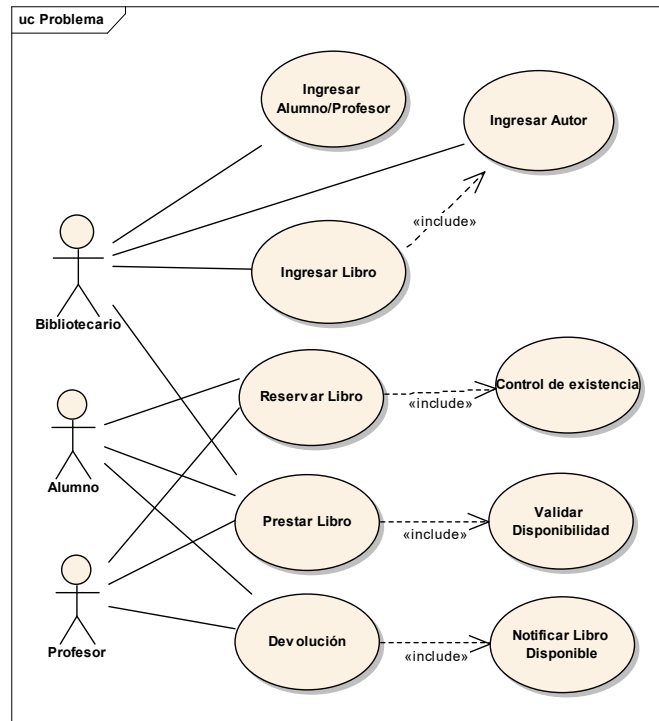 uc Problema
Ingresar
Alumno/Profesor
Ingresar Autor
«include»
Ingresar Libro
Bibliotecario
Reservar Libro
«include»
Control de existencia
Alumno
Prestar Libro
«include»
Validar
Disponibilidad
Profesor
Devolución
«include»
Notificar Libro
Disponible